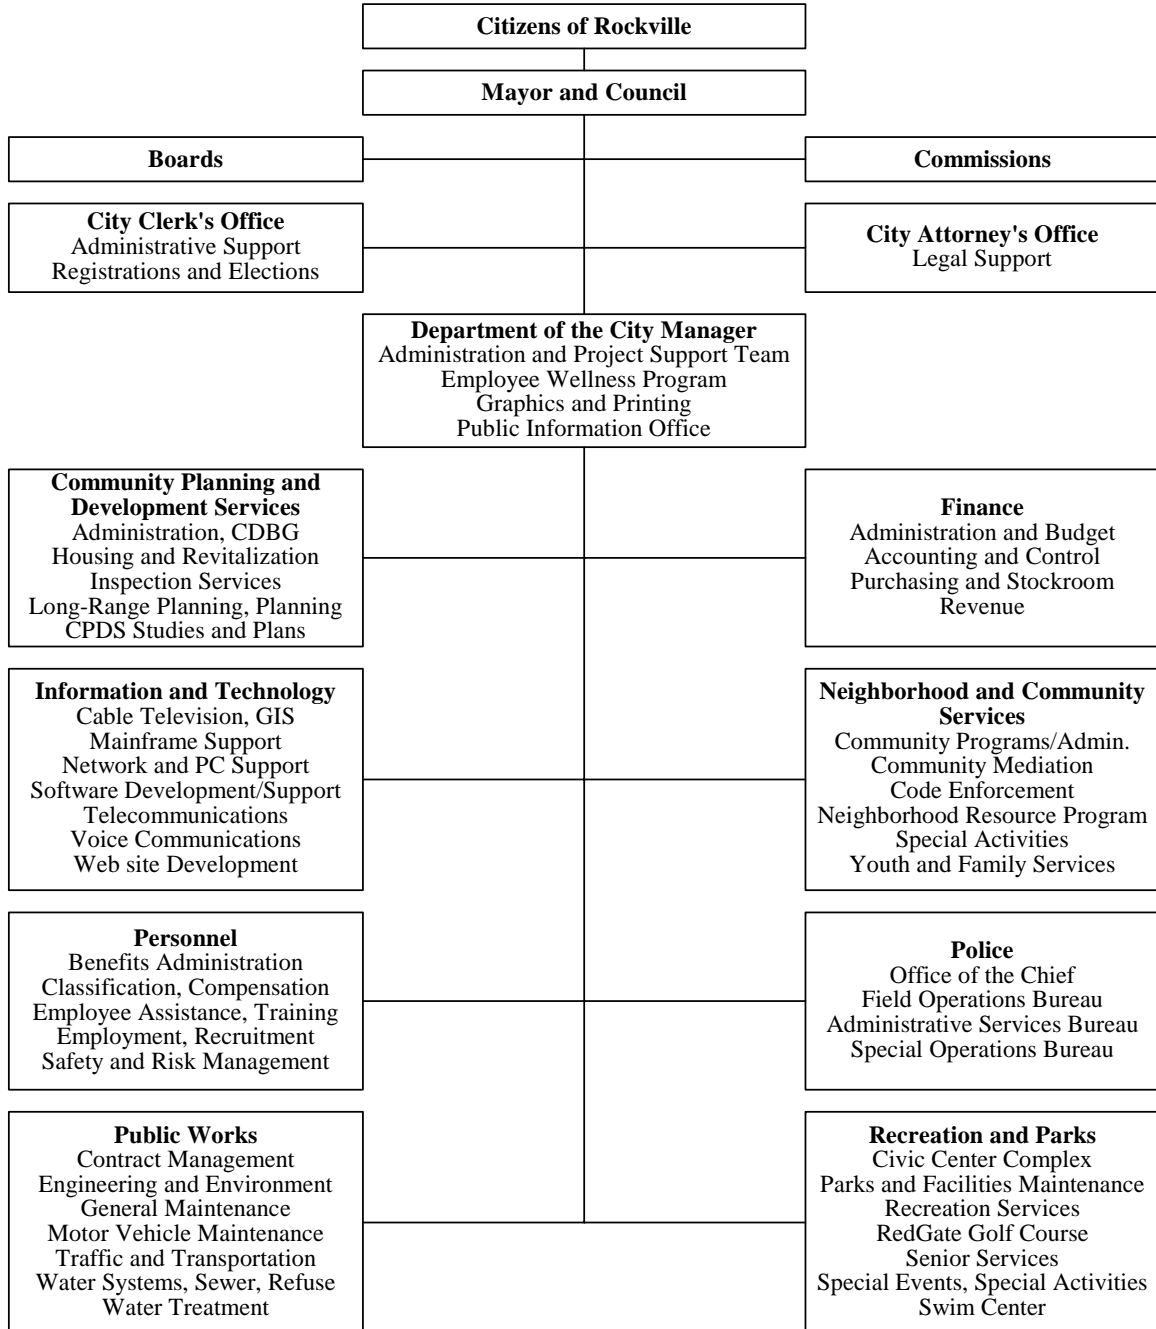 Citizens of Rockville
Mayor and Council
Boards
Commissions
City Clerk's Office
Administrative Support
Registrations and Elections
City Attorney's Office
Legal Support
Department of the City Manager
Administration and Project Support Team
Employee Wellness Program
Graphics and Printing
Public Information Office
Community Planning and
Development Services
Administration, CDBG
Housing and Revitalization
Inspection Services
Long-Range Planning, Planning
CPDS Studies and Plans
Finance
Administration and Budget
Accounting and Control
Purchasing and Stockroom
Revenue
Information and Technology
Cable Television, GIS
Mainframe Support
Network and PC Support
Software Development/Support
Telecommunications
Voice Communications
Web site Development
Neighborhood and Community
Services
Community Programs/Admin.
Community Mediation
Code Enforcement
Neighborhood Resource Program
Special Activities
Youth and Family Services
Personnel
Benefits Administration
Classification, Compensation
Employee Assistance, Training
Employment, Recruitment
Safety and Risk Management
Police
Office of the Chief
Field Operations Bureau
Administrative Services Bureau
Special Operations Bureau
Public Works
Contract Management
Engineering and Environment
General Maintenance
Motor Vehicle Maintenance
Traffic and Transportation
Water Systems, Sewer, Refuse
Water Treatment
Recreation and Parks
Civic Center Complex
Parks and Facilities Maintenance
Recreation Services
RedGate Golf Course
Senior Services
Special Events, Special Activities
Swim Center